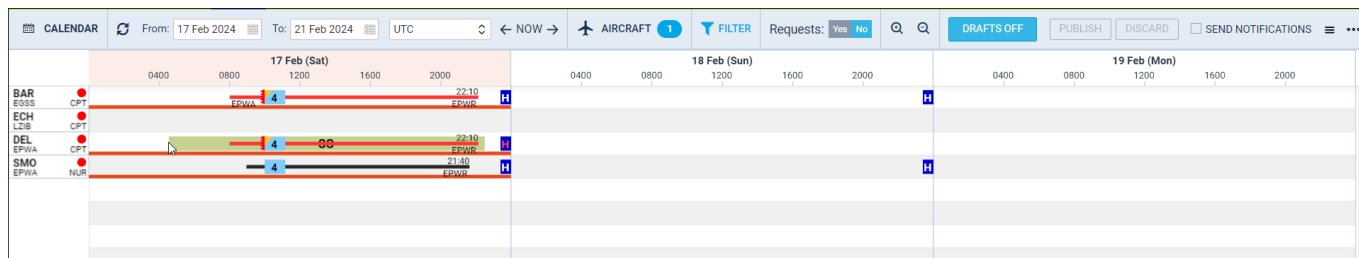 CALENDAR From: 17 Feb 2024 To: 21 Feb 2024 UTC NOW AIRCRAFT 1 FILTER Requests: Yes No DRAFTS OFF PUBLISH DISCARD SEND NOTIFICATIONS
17 Feb (Sat) 18 Feb (Sun) 19 Feb (Mon)
0400 0800 1200 1600 2000 0400 0800 1200 1600 2000 0400 0800 1200 1600 2000
BAR 4 22:10 H H
EGSS CPT EPWA EPWR
ECH
LZIB CPT
DEL 4 22:10 H
EPWA CPT EPWR
SMO 4 21:40 H H
EPWA NUR EPWR